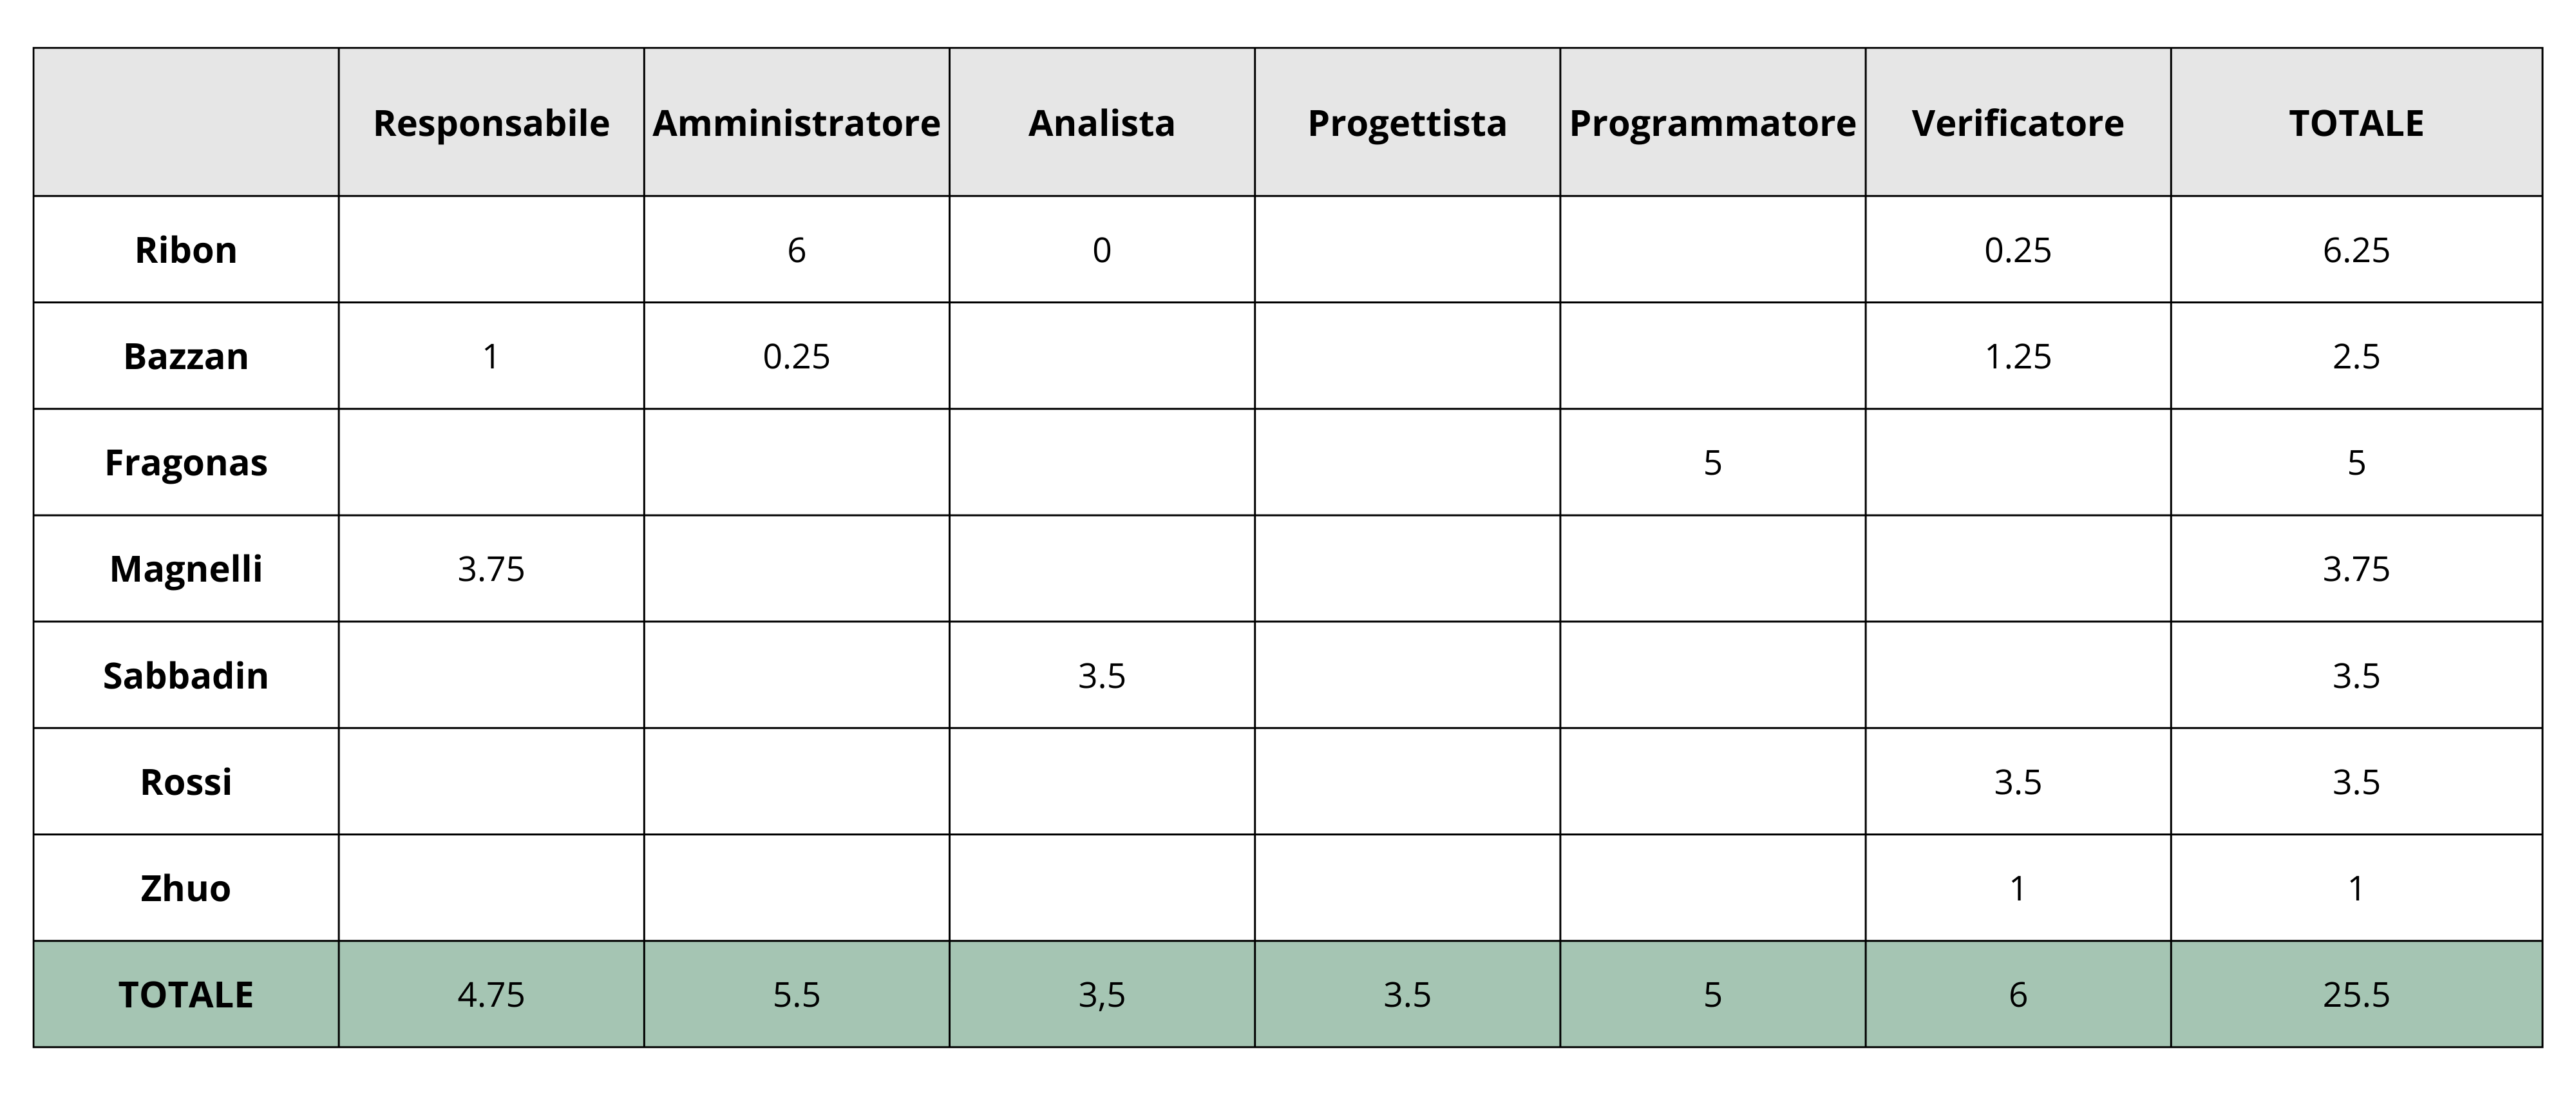 Responsabile Amministratore Analista Progettista Programmatore Verificatore TOTALE
Ribon 6 0 0.25 6.25
Bazzan 1 0.25 1.25 2.5
Fragonas 5 5
Magnelli 3.75 3.75
Sabbadin 3.5 3.5
Rossi 3.5 3.5
Zhuo 1 1
TOTALE 4.75 5.5 3,5 3.5 5 6 25.5